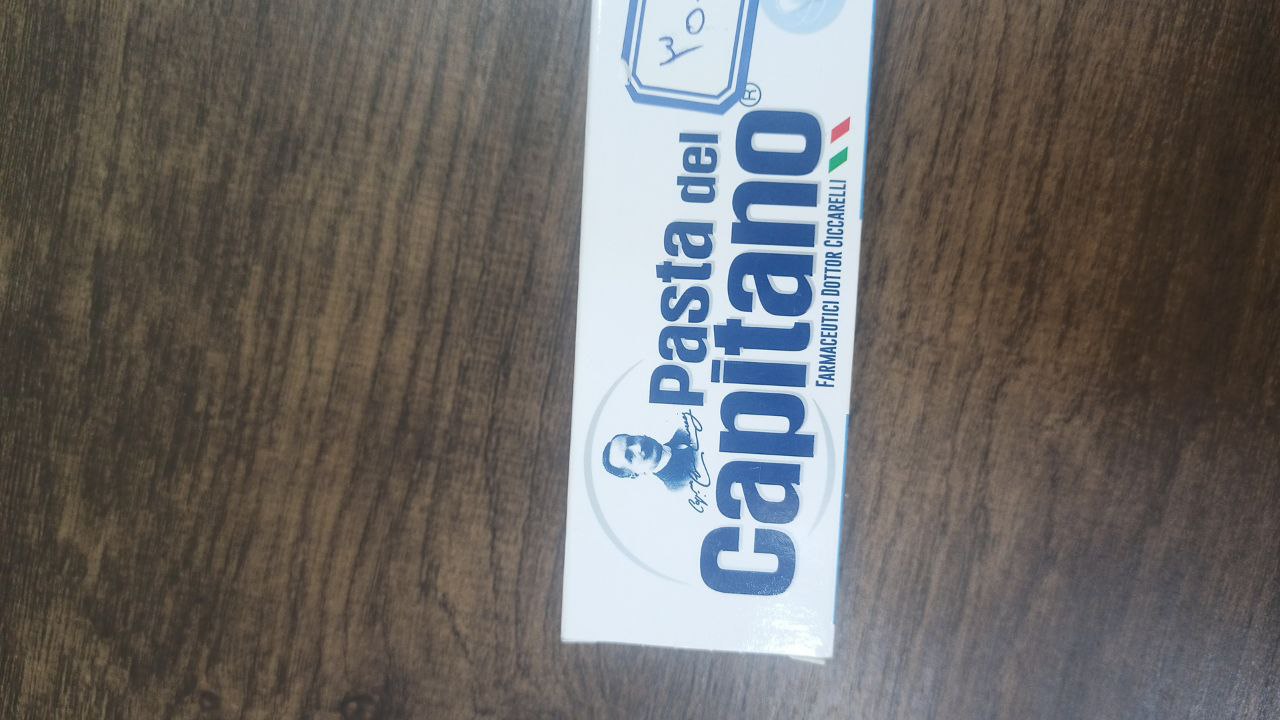 Pasta del
Capitano®
FARMACEUTICI DOTTOR CICCARELLI